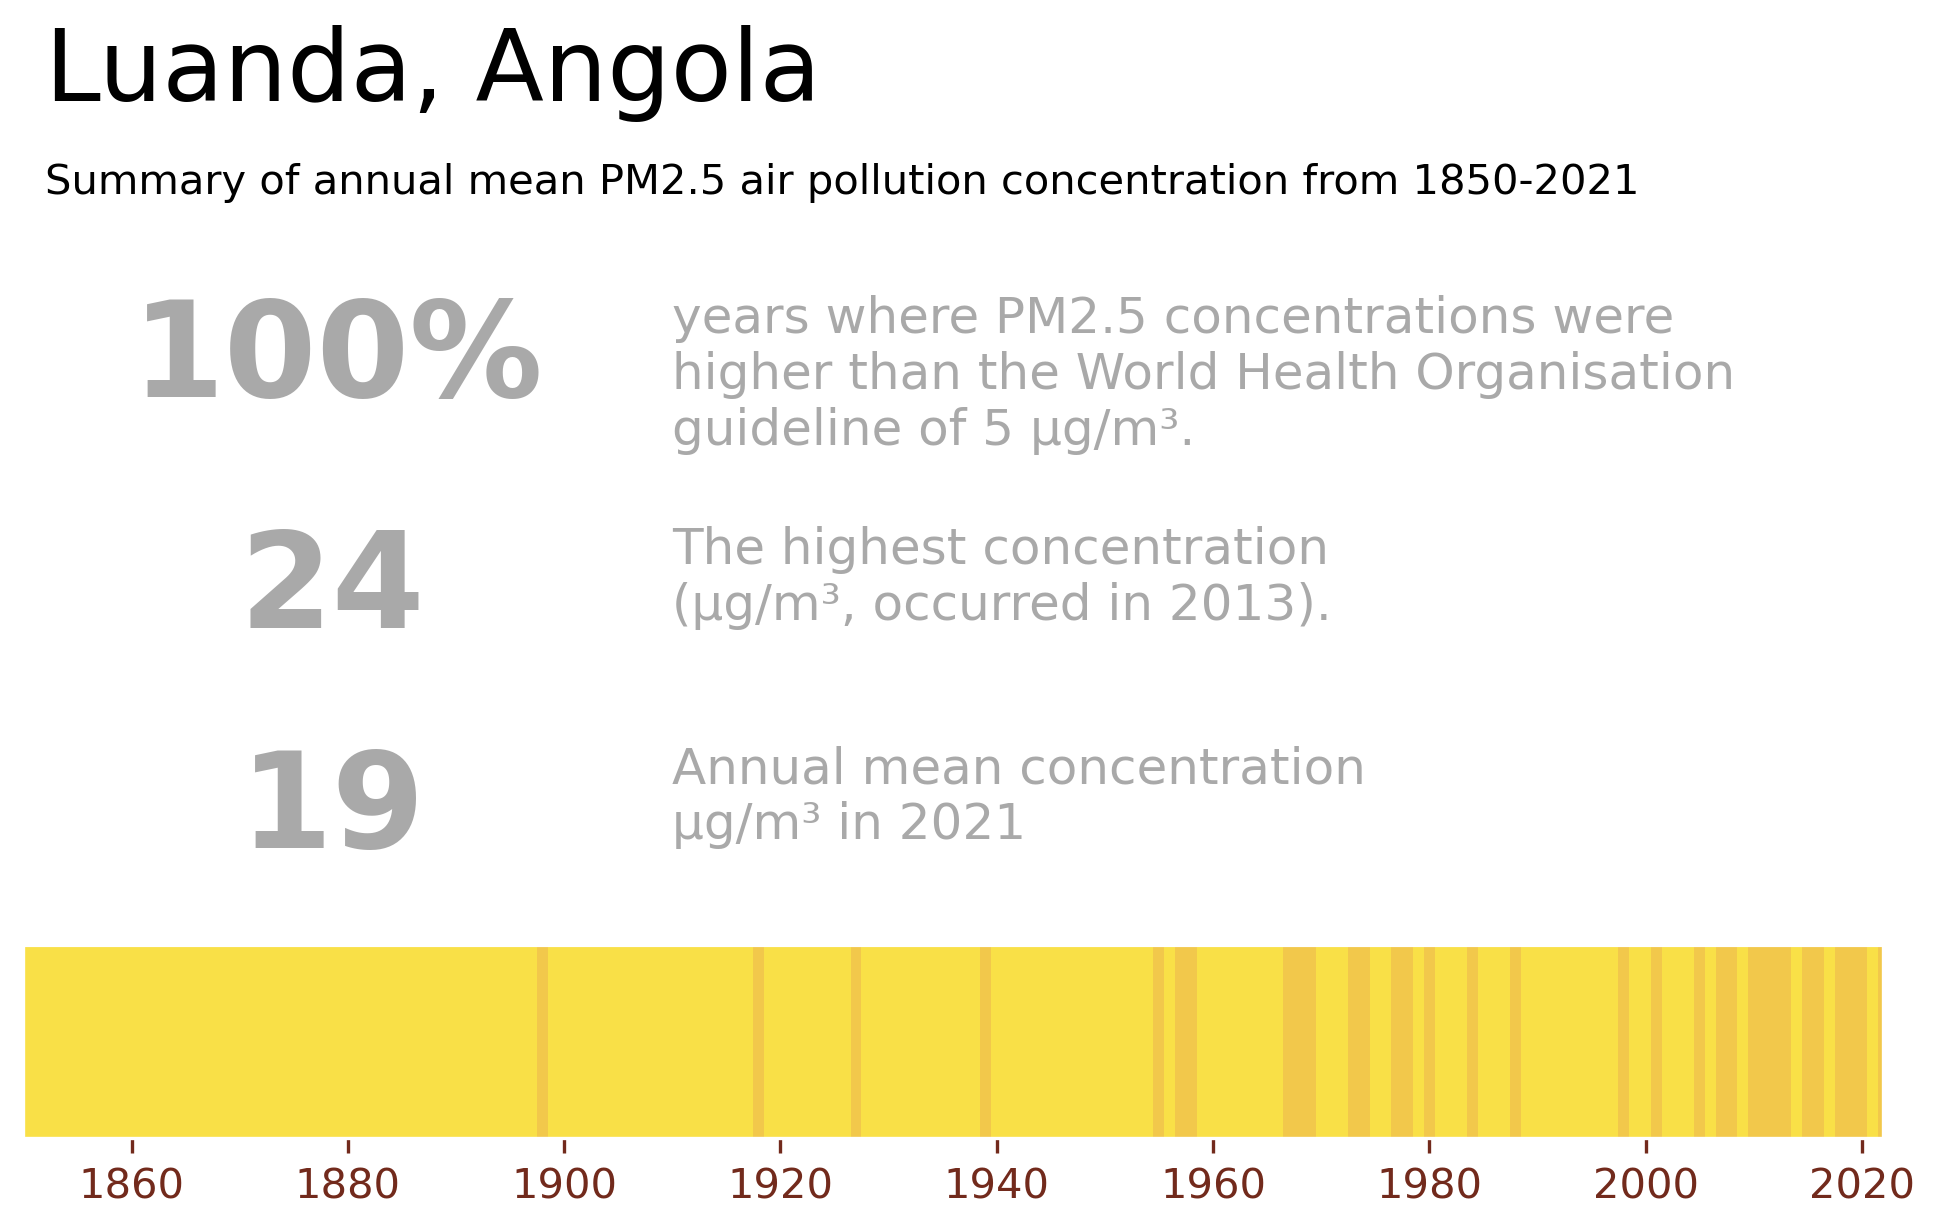 Luanda, Angola
Summary of annual mean PM2.5 air pollution concentration from 1850-2021
100%
years where PM2.5 concentrations were
higher than the World Health Organisation
guideline of 5 µg/m³.
24
The highest concentration
(µg/m³, occurred in 2013).
19
Annual mean concentration
µg/m³ in 2021
1860 1880 1900 1920 1940 1960 1980 2000 2020